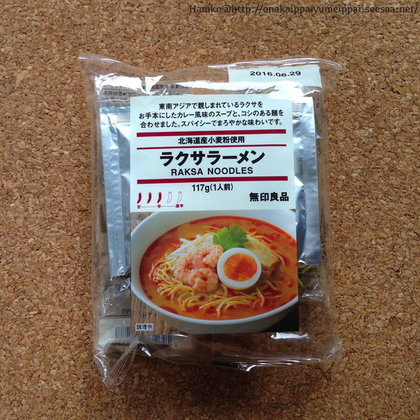 Haniko@http://onakaippaiyumeippai.seesaa.net/
2016.06.29
東南アジアで親しまれているラクサを
お手本にしたカレー風味のスープと、コシのある麺を
合わせました。スパイシーでまろやかな味わいです。
北海道産小麦粉使用
ラクサラーメン
RAKSA NOODLES
117g(1人前)
無印良品
調理例